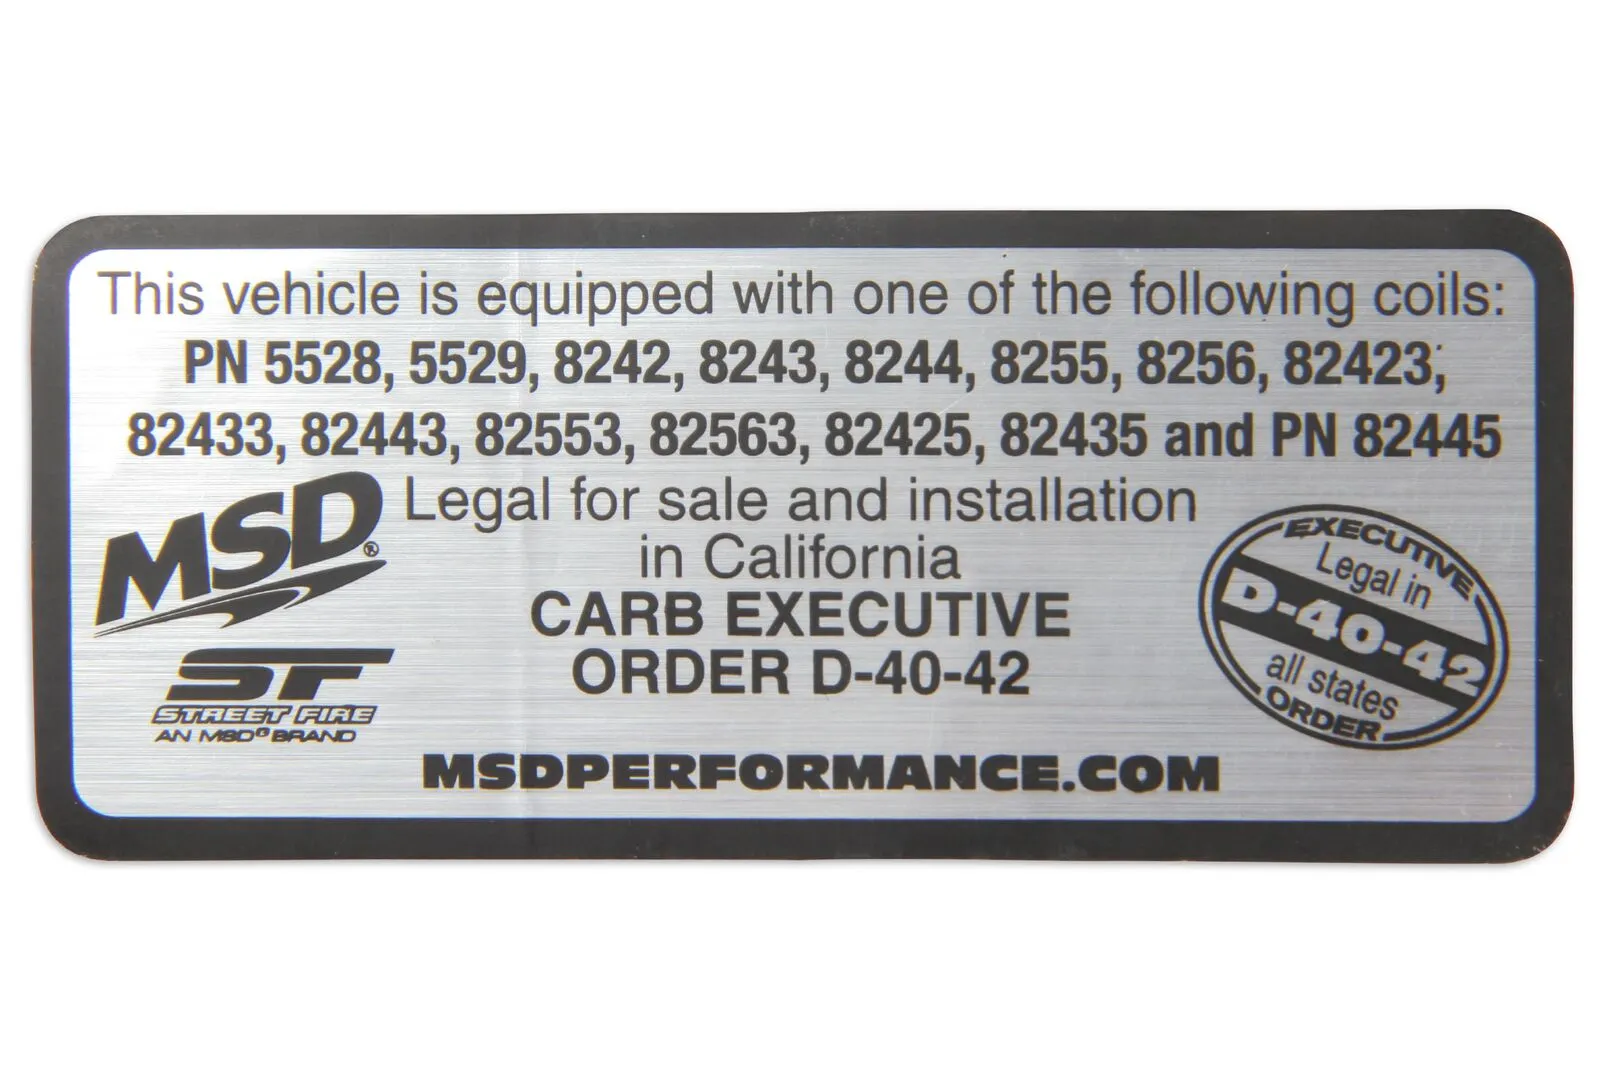 This vehicle is equipped with one of the following coils:
PN 5528, 5529, 8242, 8243, 8244, 8255, 8256, 82423,
82433, 82443, 82553, 82563, 82425, 82435 and PN 82445
MSD®
Legal for sale and installation
in California
CARB EXECUTIVE
ORDER D-40-42
SF
STREET FIRE
AN MSD® BRAND
EXECUTIVE
Legal in
D-40-42
all states
ORDER
MSDPERFORMANCE.COM